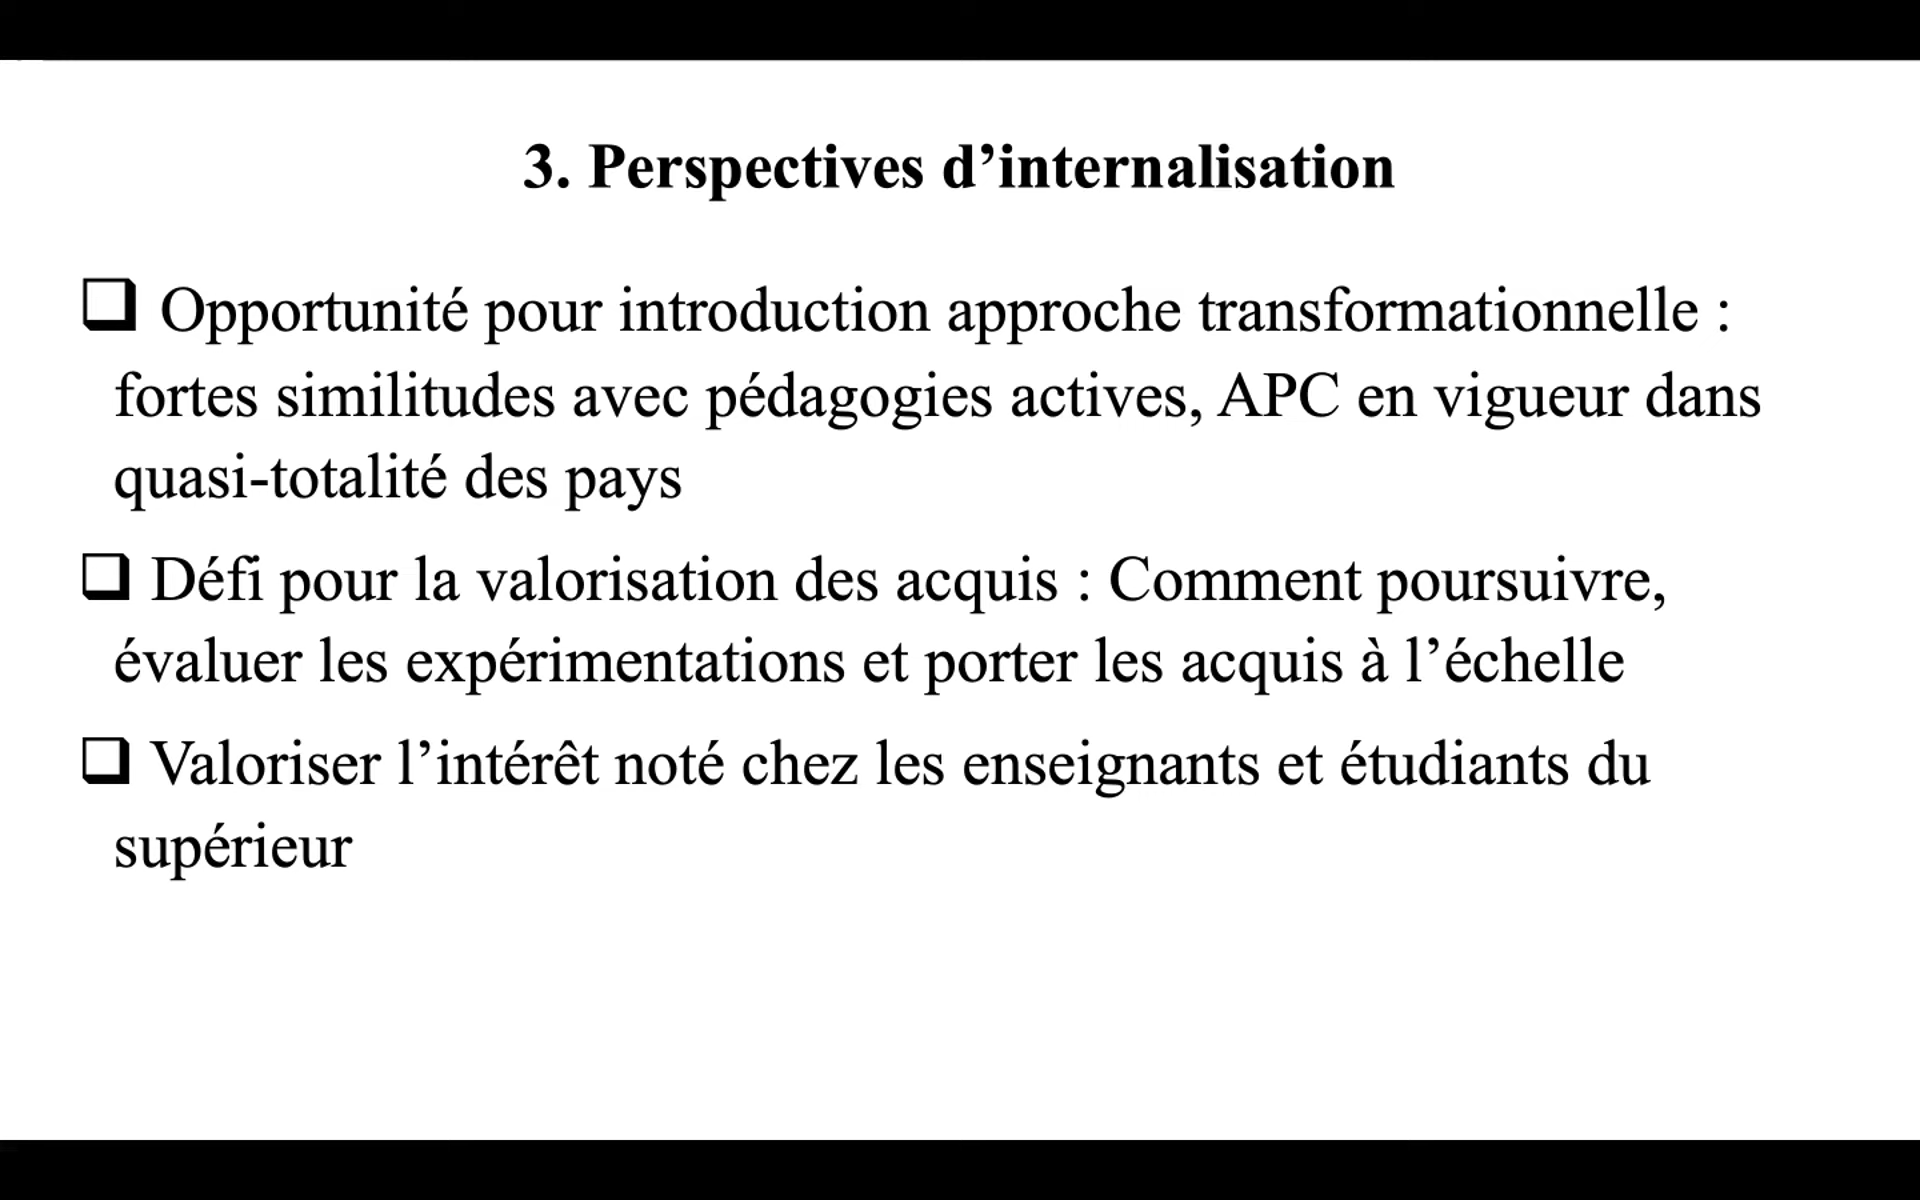 3. Perspectives d’internalisation
❑ Opportunité pour introduction approche transformationnelle :
fortes similitudes avec pédagogies actives, APC en vigueur dans
quasi-totalité des pays
❑ Défi pour la valorisation des acquis : Comment poursuivre,
évaluer les expérimentations et porter les acquis à l’échelle
❑ Valoriser l’intérêt noté chez les enseignants et étudiants du
supérieur